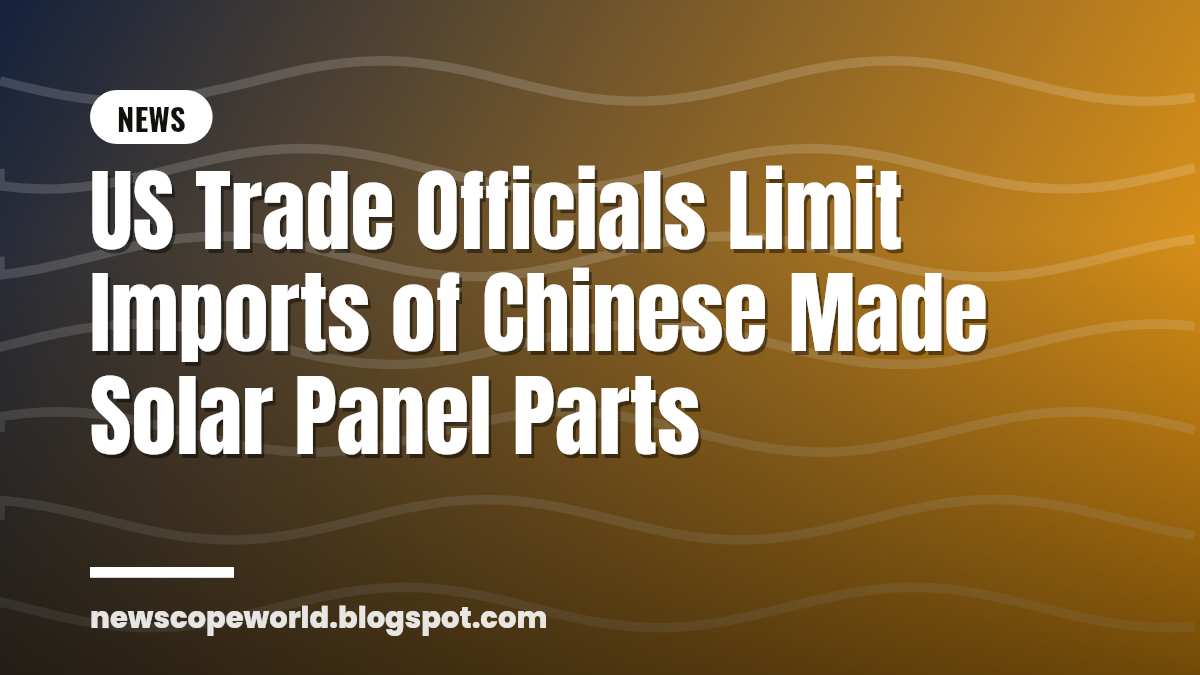 NEWS
US Trade Officials Limit
Imports of Chinese Made
Solar Panel Parts
newscopeworld.blogspot.com